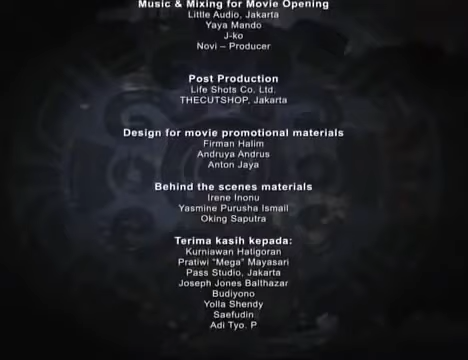 Music & Mixing for Movie Opening
Little Audio, Jakarta
Yaya Mando
J-ko
Novi – Producer
Post Production
Life Shots Co. Ltd.
THECUTSHOP, Jakarta
Design for movie promotional materials
Firman Halim
Andruya Andrus
Anton Jaya
Behind the scenes materials
Irene Inonu
Yasmine Purusha Ismail
Oking Saputra
Terima kasih kepada:
Kurniawan Hatigoran
Pratiwi "Mega" Mayasari
Pass Studio, Jakarta
Joseph Jones Balthazar
Budiyono
Yolla Shendy
Saefudin
Adi Tyo. P